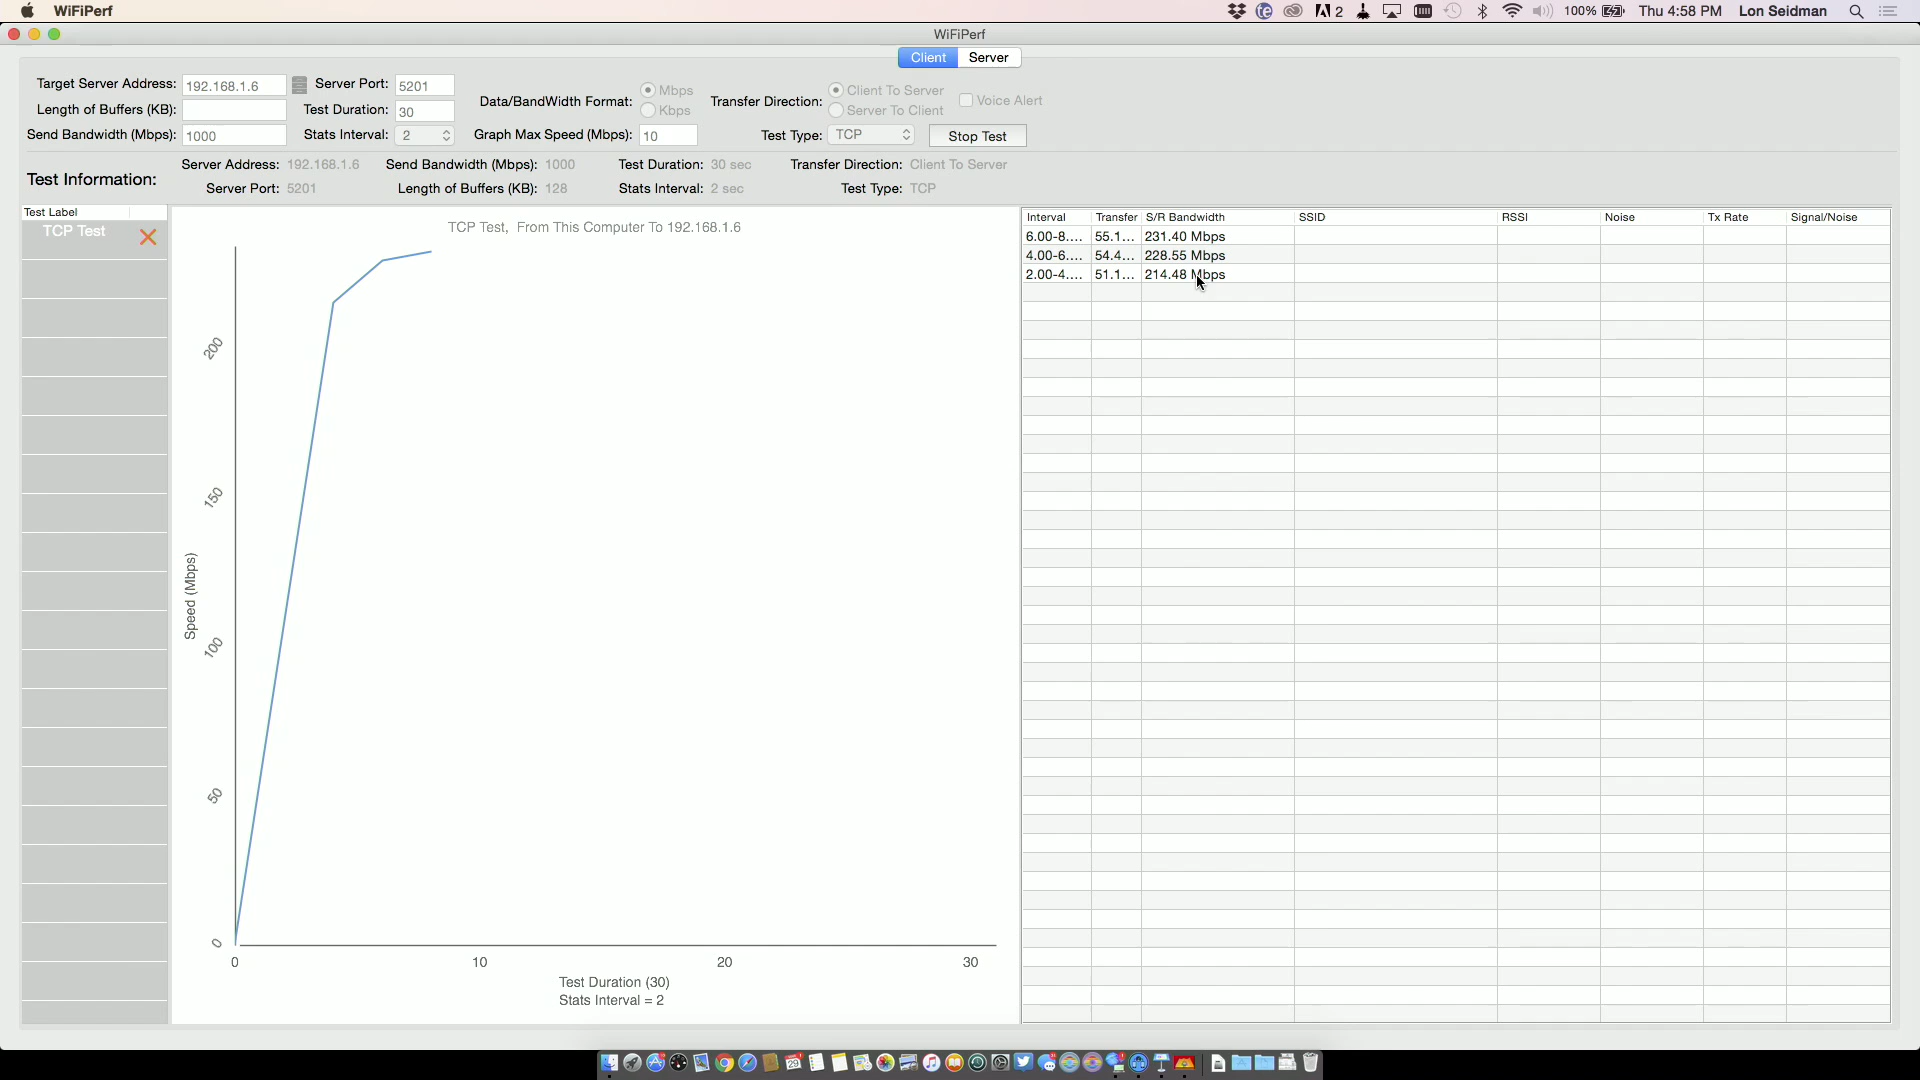 WiFiPerf
2
100%
Thu 4:58 PM
Lon Seidman
WiFiPerf
Client Server
Target Server Address: 192.168.1.6 Server Port: 5201
Length of Buffers (KB): Test Duration: 30
Send Bandwidth (Mbps): 1000 Stats Interval: 2
Data/BandWidth Format: Mbps
Kbps
Graph Max Speed (Mbps): 10
Transfer Direction: Client To Server
Server To Client
Voice Alert
Test Type: TCP Stop Test
Test Information:
Server Address: 192.168.1.6 Send Bandwidth (Mbps): 1000 Test Duration: 30 sec Transfer Direction: Client To Server
Server Port: 5201 Length of Buffers (KB): 128 Stats Interval: 2 sec Test Type: TCP
Test Label
TCP Test
TCP Test, From This Computer To 192.168.1.6
200
150
100
50
0
Speed (Mbps)
0 10 20 30
Test Duration (30)
Stats Interval = 2
Interval Transfer S/R Bandwidth SSID RSSI Noise Tx Rate Signal/Noise
6.00-8.... 55.1... 231.40 Mbps
4.00-6.... 54.4... 228.55 Mbps
2.00-4.... 51.1... 214.48 Mbps